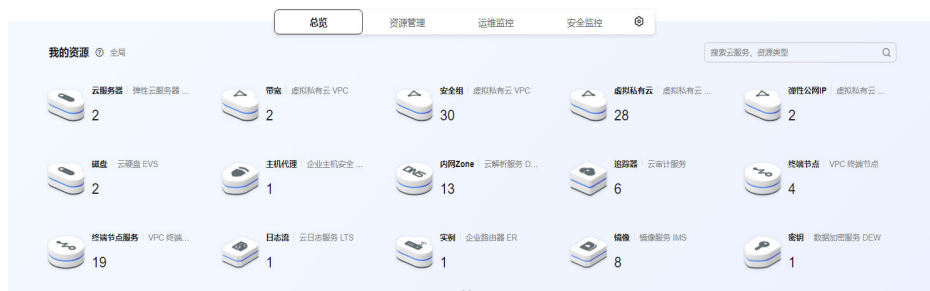 总览 资源管理 运维监控 安全监控
我的资源 全局 搜索云服务、资源类型
云服务器 弹性云服务器 ... 带宽 虚拟私有云 VPC 安全组 虚拟私有云 VPC 虚拟私有云 虚拟私有云 ... 弹性公网IP 虚拟私有云 ...
2 2 30 28 2
磁盘 云硬盘 EVS 主机代理 企业主机安全 ... 内网Zone 云解析服务 D... 追踪器 云审计服务 终端节点 VPC 终端节点
2 1 DNS 13 6 4
终端节点服务 VPC 终端... 日志流 云日志服务 LTS 实例 企业路由器 ER 镜像 镜像服务 IMS 密钥 数据加密服务 DEW
19 1 1 8 1